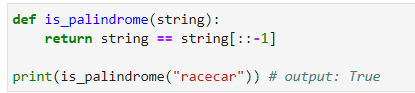 def is_palindrome(string):
    return string == string[::-1]

print(is_palindrome("racecar")) # output: True